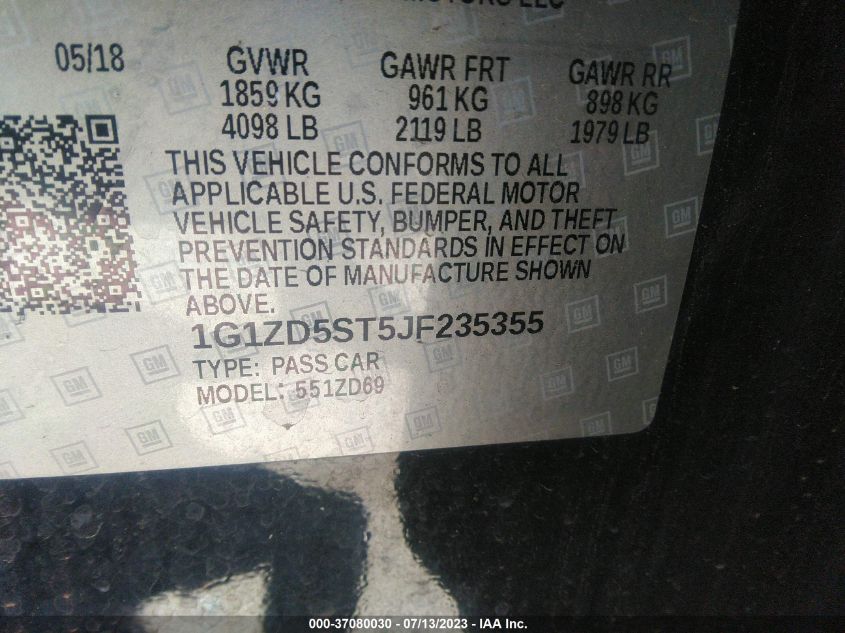 MOTORS LLC
05/18 GVWR GAWR FRT GAWR RR
1859 KG 961 KG 898 KG
4098 LB 2119 LB 1979 LB
THIS VEHICLE CONFORMS TO ALL
APPLICABLE U.S. FEDERAL MOTOR
VEHICLE SAFETY, BUMPER, AND THEFT
PREVENTION STANDARDS IN EFFECT ON
THE DATE OF MANUFACTURE SHOWN
ABOVE.
1G1ZD5ST5JF235355
TYPE: PASS CAR
MODEL: 551ZD69
000-37080030 - 07/13/2023 - IAA Inc.